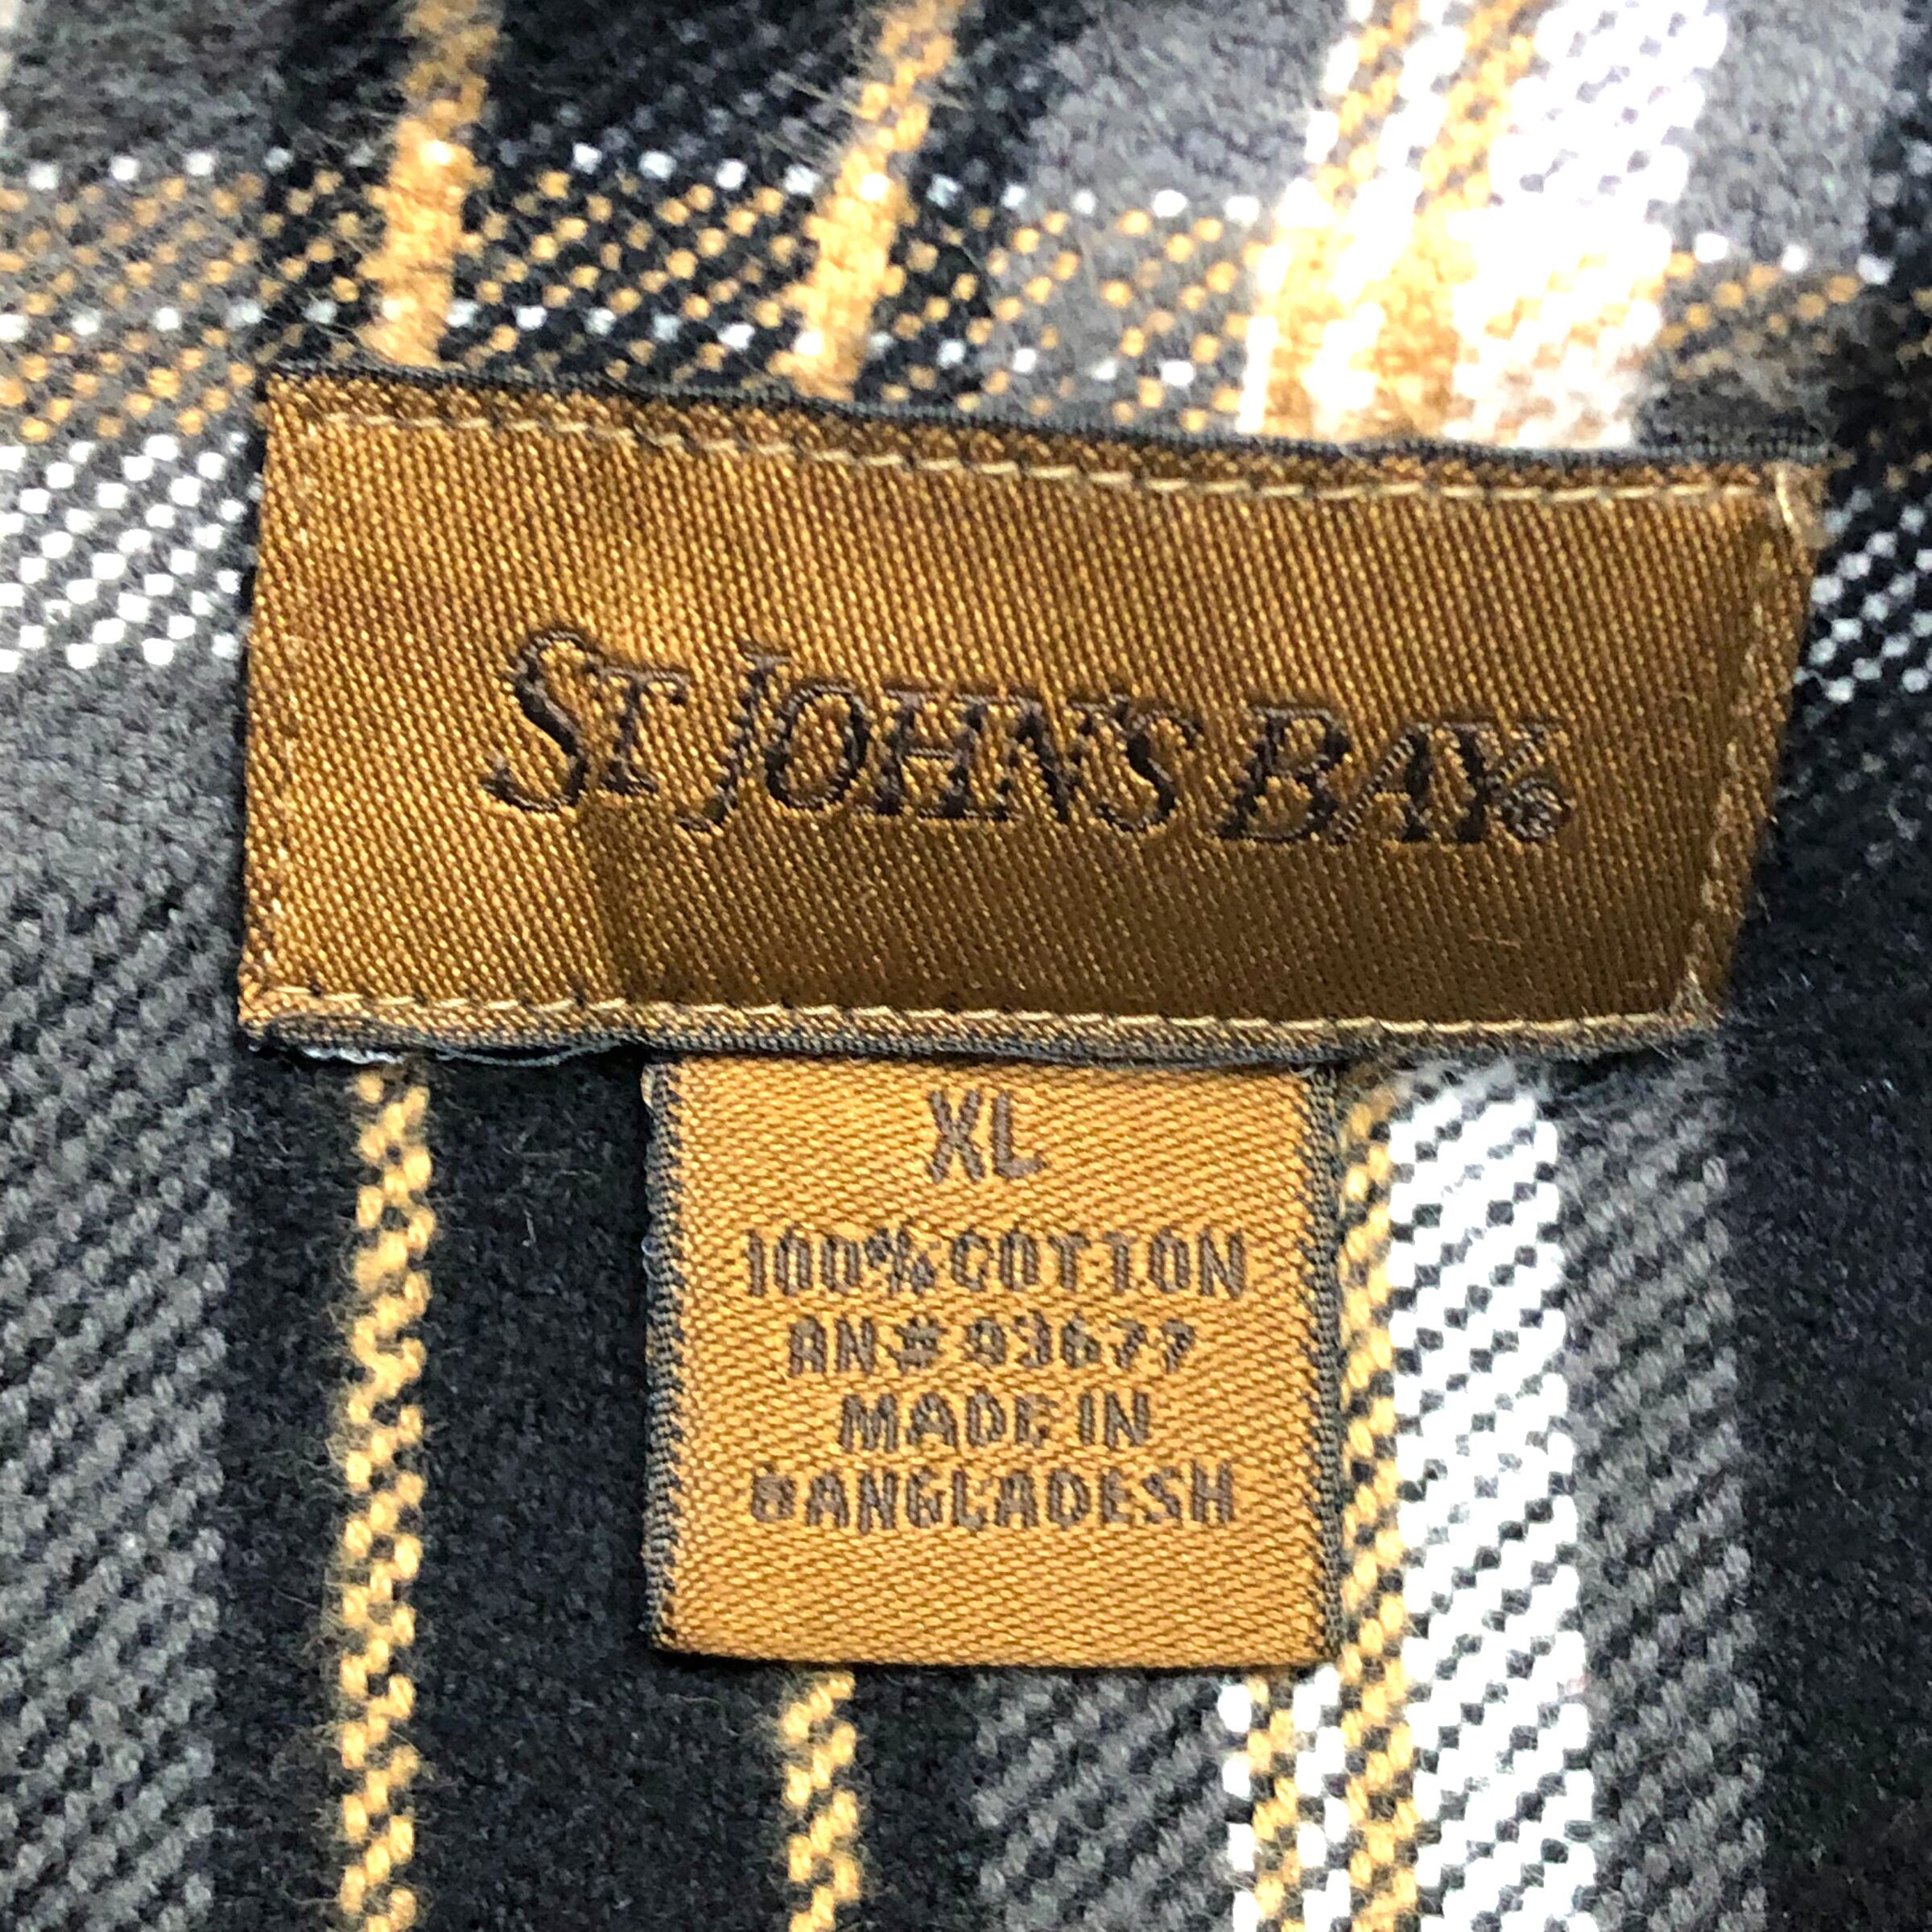 ST JOHN'S BAY®
XL
100% COTTON
RN# 93677
MADE IN
BANGLADESH